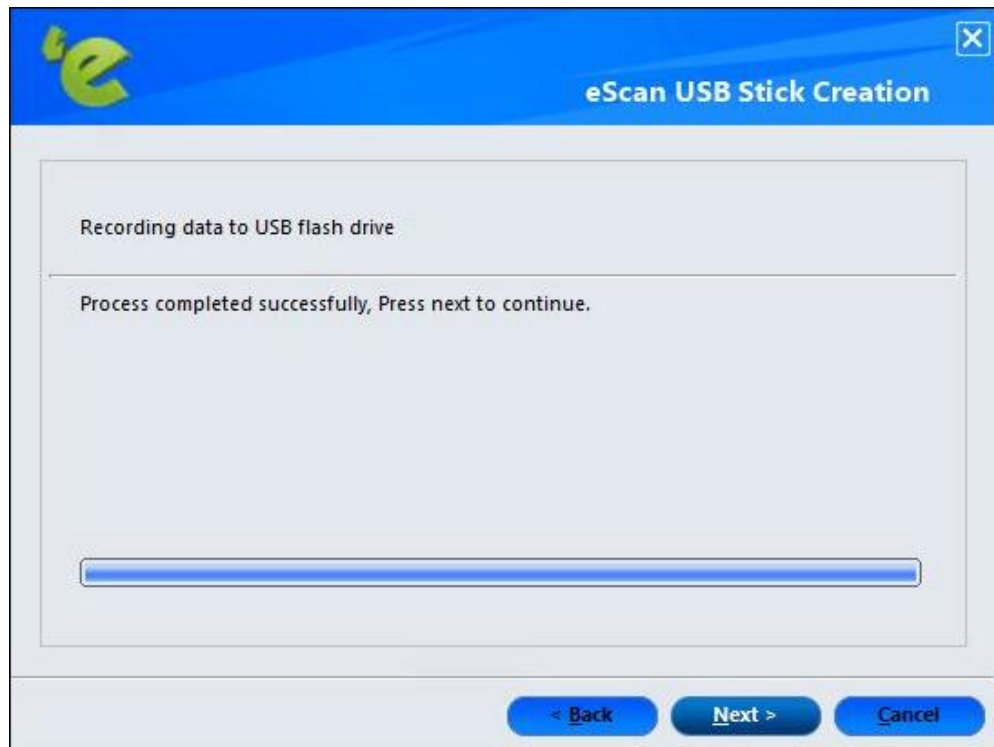 eScan USB Stick Creation
Recording data to USB flash drive
Process completed successfully, Press next to continue.
< Back
Next >
Cancel